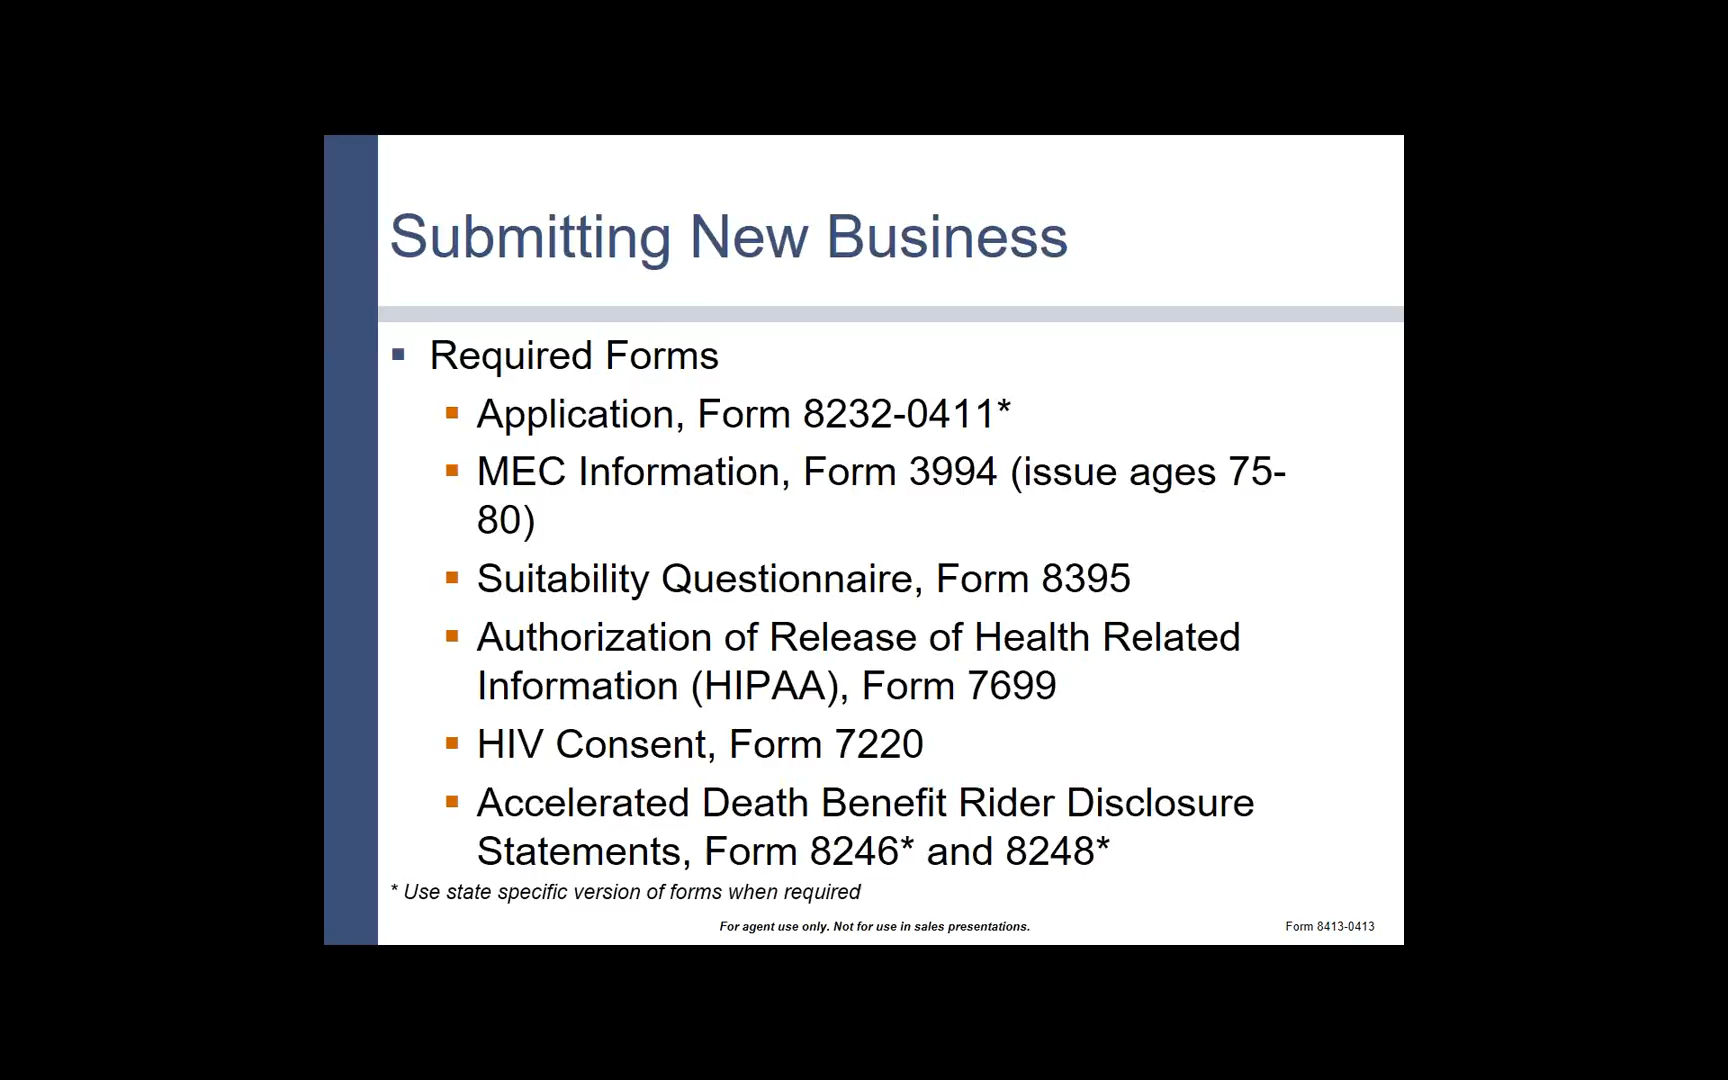 Submitting New Business
Required Forms
Application, Form 8232-0411*
MEC Information, Form 3994 (issue ages 75-
80)
Suitability Questionnaire, Form 8395
Authorization of Release of Health Related
Information (HIPAA), Form 7699
HIV Consent, Form 7220
Accelerated Death Benefit Rider Disclosure
Statements, Form 8246* and 8248*
* Use state specific version of forms when required
For agent use only. Not for use in sales presentations.
Form 8413-0413